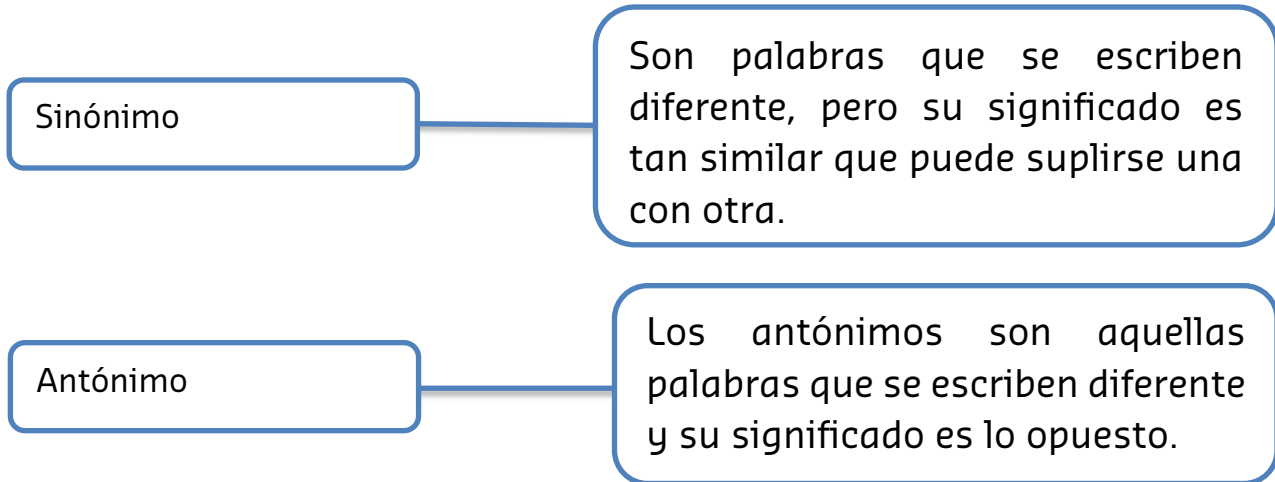 Sinónimo
Son palabras que se escriben
diferente, pero su significado es
tan similar que puede suplirse una
con otra.
Antónimo
Los antónimos son aquellas
palabras que se escriben diferente
y su significado es lo opuesto.